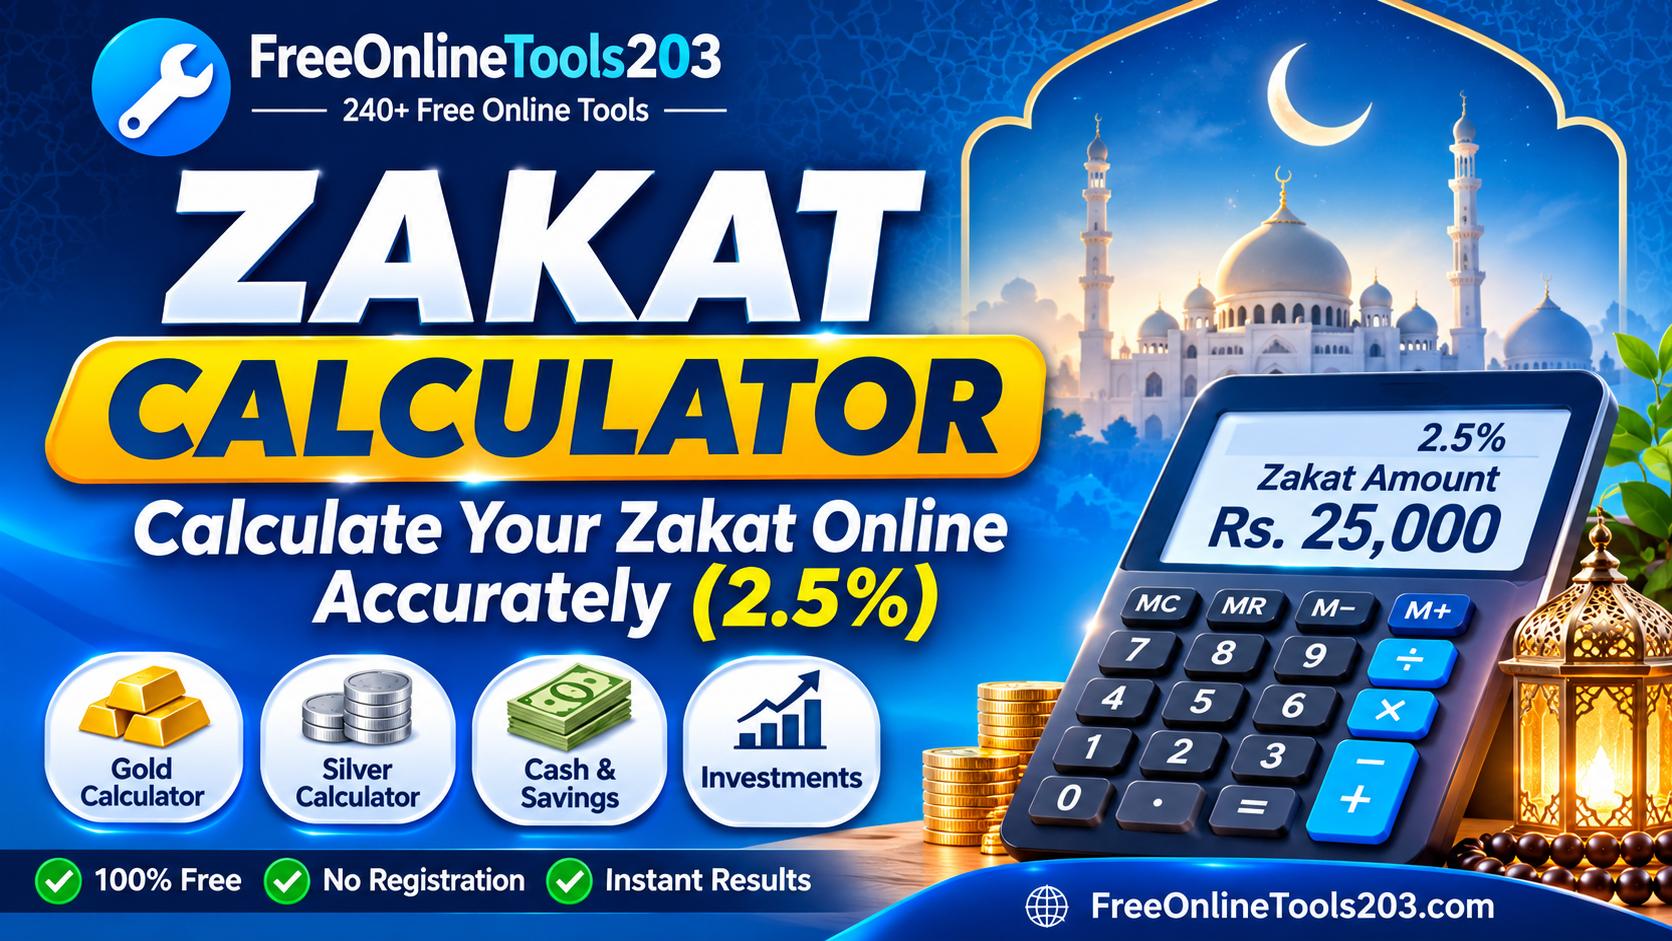 FreeOnlineTools203
240+ Free Online Tools
ZAKAT
CALCULATOR
Calculate Your Zakat Online
Accurately (2.5%)
Gold
Calculator
Silver
Calculator
Cash &
Savings
Investments
100% Free
No Registration
Instant Results
2.5%
Zakat Amount
Rs. 25,000
MC MR M− M+
7 8 9 ÷
4 5 6 ×
1 2 3 −
0 · = +
FreeOnlineTools203.com